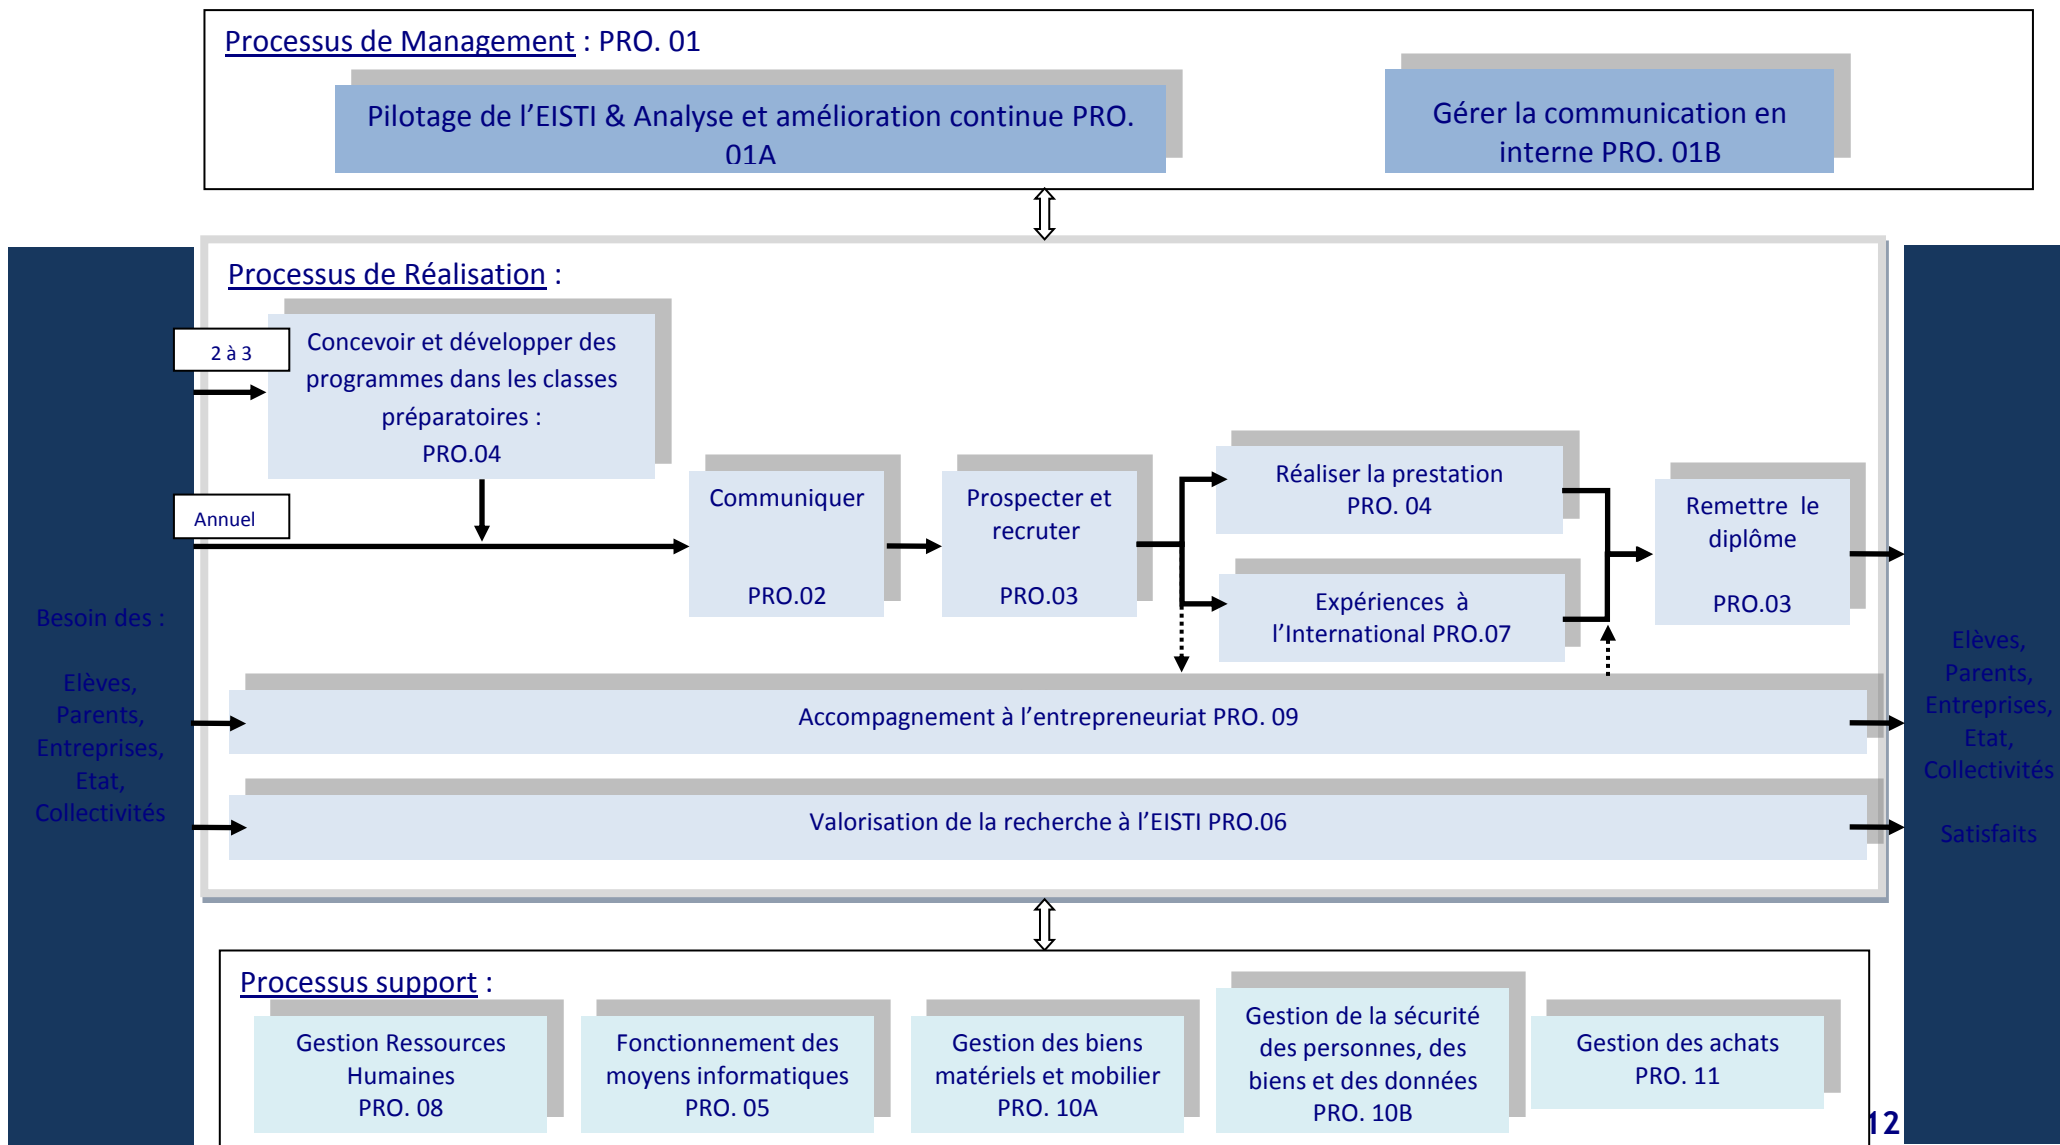 Processus de Management : PRO. 01
Pilotage de l’EISTI & Analyse et amélioration continue PRO.
01A
Gérer la communication en
interne PRO. 01B
Processus de Réalisation :
2 à 3
Concevoir et développer des
programmes dans les classes
préparatoires :
PRO.04
Annuel
Communiquer
PRO.02
Prospecter et
recruter
PRO.03
Réaliser la prestation
PRO. 04
Expériences à
l’International PRO.07
Remettre le
diplôme
PRO.03
Besoin des :
Elèves,
Parents,
Entreprises,
Etat,
Collectivités
Accompagnement à l’entrepreneuriat PRO. 09
Valorisation de la recherche à l’EISTI PRO.06
Elèves,
Parents,
Entreprises,
Etat,
Collectivités
Satisfaits
Processus support :
Gestion Ressources
Humaines
PRO. 08
Fonctionnement des
moyens informatiques
PRO. 05
Gestion des biens
matériels et mobilier
PRO. 10A
Gestion de la sécurité
des personnes, des
biens et des données
PRO. 10B
Gestion des achats
PRO. 11
12